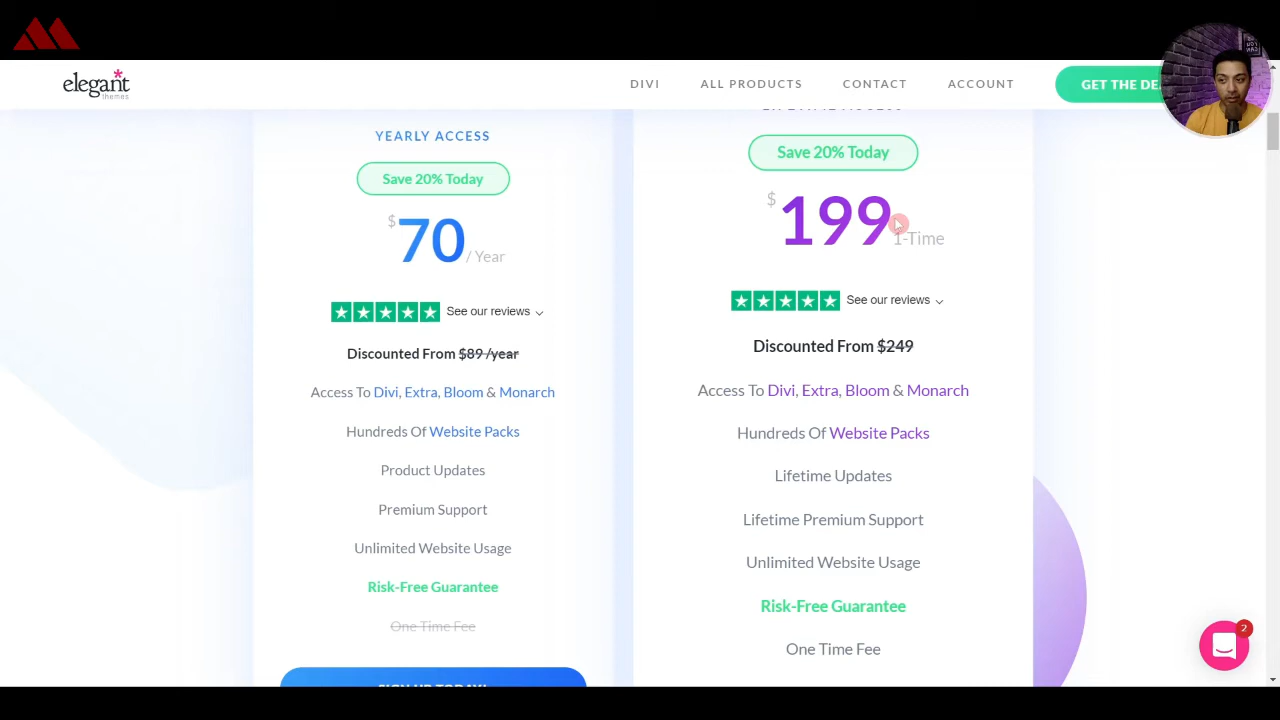 elegant
themes
DIVI
ALL PRODUCTS
CONTACT
ACCOUNT
GET THE
YEARLY ACCESS
Save 20% Today
$70/ Year
See our reviews
Discounted From $89 /year
Access To Divi, Extra, Bloom & Monarch
Hundreds Of Website Packs
Product Updates
Premium Support
Unlimited Website Usage
Risk-Free Guarantee
One Time Fee
SIGN UP TODAY!
Save 20% Today
$199
1-Time
See our reviews
Discounted From $249
Access To Divi, Extra, Bloom & Monarch
Hundreds Of Website Packs
Lifetime Updates
Lifetime Premium Support
Unlimited Website Usage
Risk-Free Guarantee
One Time Fee
2